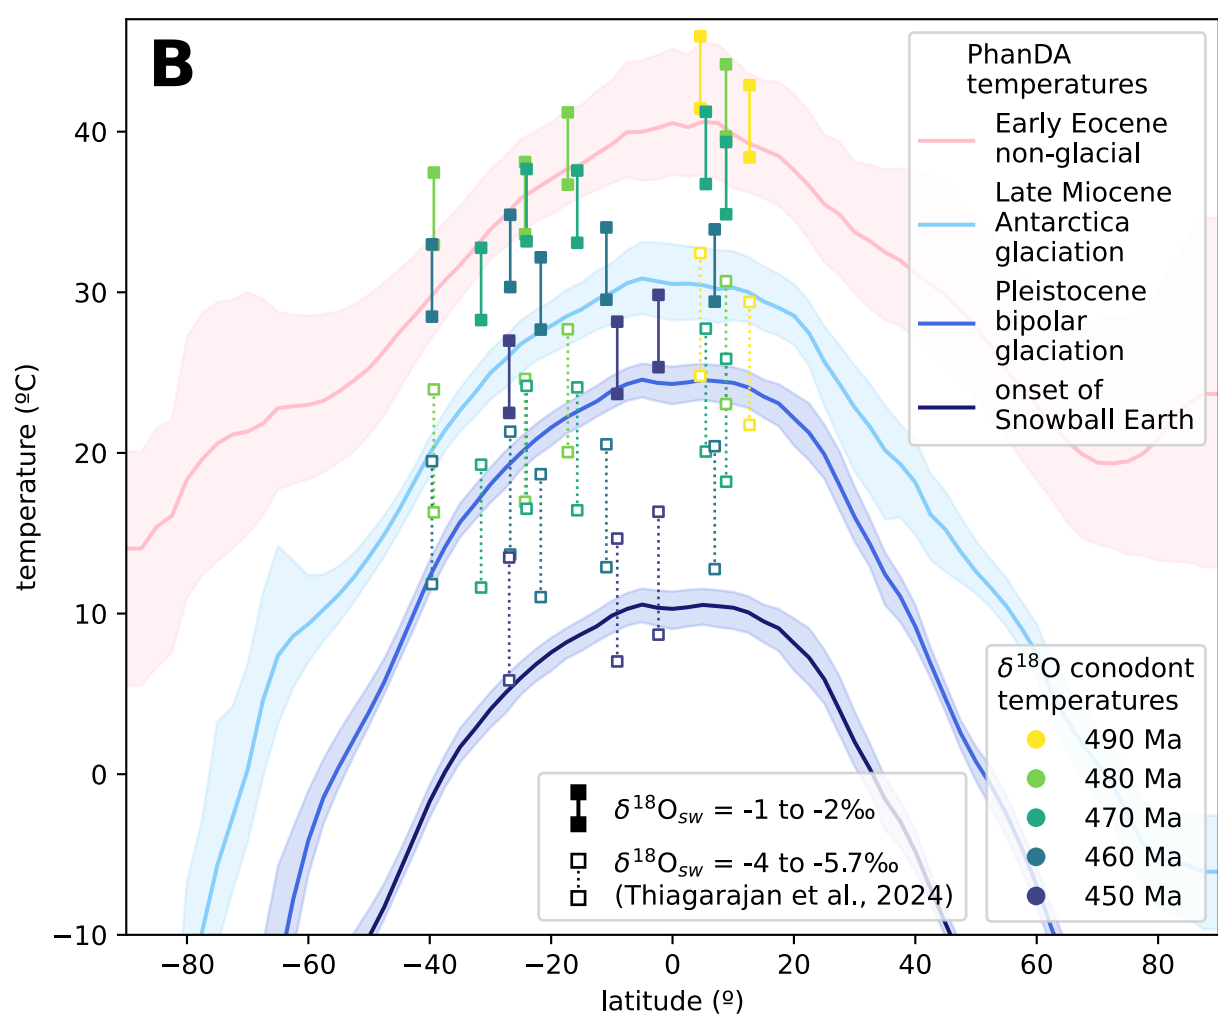 B
PhanDA
temperatures
Early Eocene
non-glacial
Late Miocene
Antarctica
glaciation
Pleistocene
bipolar
glaciation
onset of
Snowball Earth
temperature (ºC)
40
30
20
10
0
−10
δ¹⁸O conodont
temperatures
490 Ma
480 Ma
470 Ma
460 Ma
450 Ma
δ¹⁸Oₛw = -1 to -2‰
δ¹⁸Oₛw = -4 to -5.7‰
(Thiagarajan et al., 2024)
−80 −60 −40 −20 0 20 40 60 80
latitude (º)